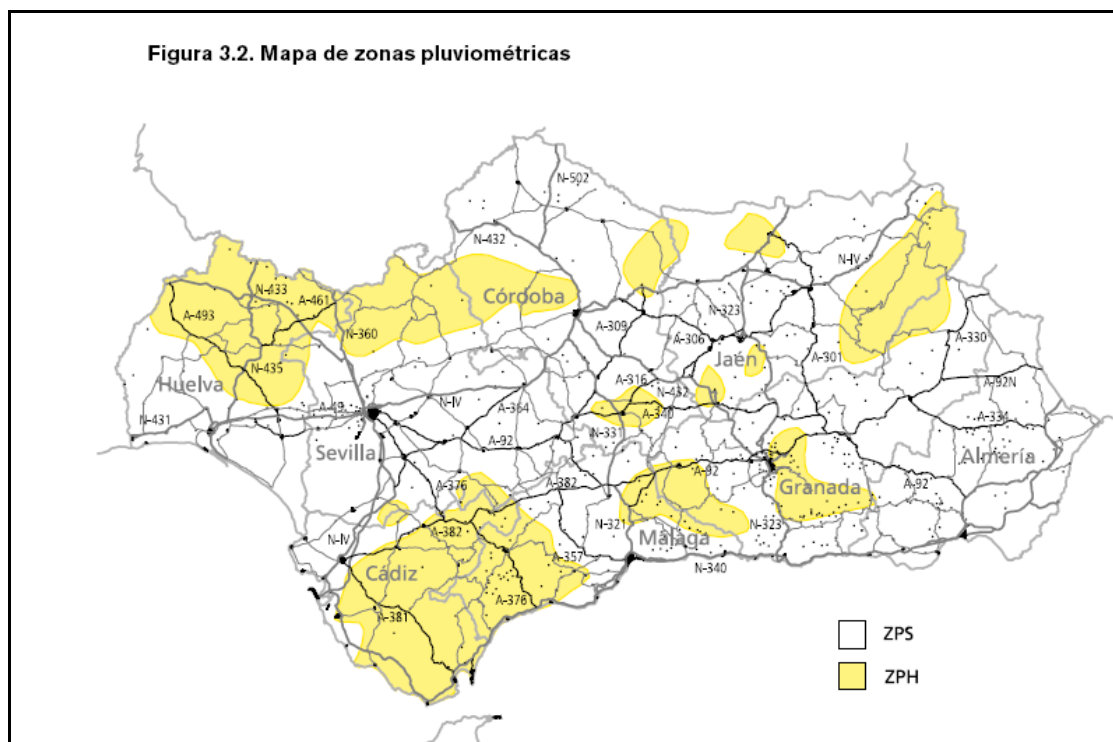 Figura 3.2. Mapa de zonas pluviométricas
N-502
N-432
N-IV
N-433
A-461
Córdoba
A-493
N-360
N-323
A-309
A-306
A-330
Jaén
A-301
N-435
Huelva
A-316
N-432
A-92N
A-49
N-IV
A-364
A-340
N-431
N-331
A-334
Sevilla
A-92
Almería
A-92
A-376
A-382
Granada
A-92
N-321
N-323
A-382
Málaga
N-IV
A-357
N-340
Cádiz
A-376
A-381
ZPS
ZPH